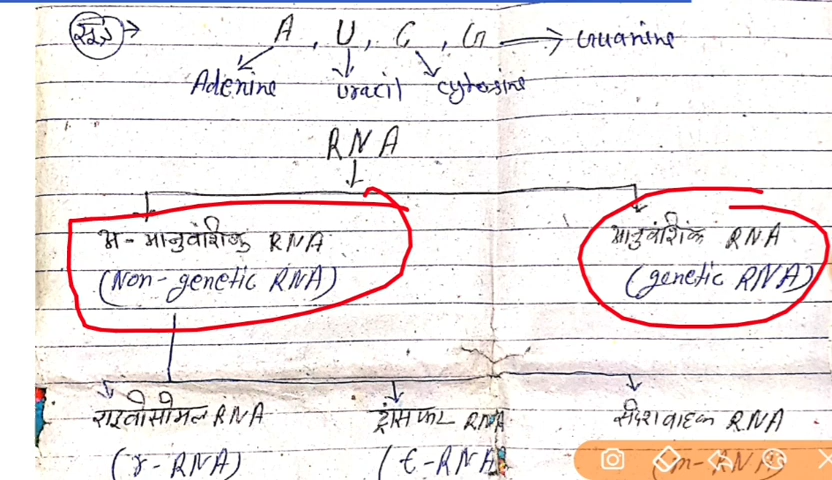 सूत्र → A, U, C, G → Guanine
Adenine Uracil cytosine
RNA
अ-आनुवंशिक RNA आनुवंशिक RNA
(Non-genetic RNA) (genetic RNA)
राइबोसोमल RNA ट्रांसफर RNA संदेशवाहक RNA
(r-RNA) (t-RNA) (m-RNA)